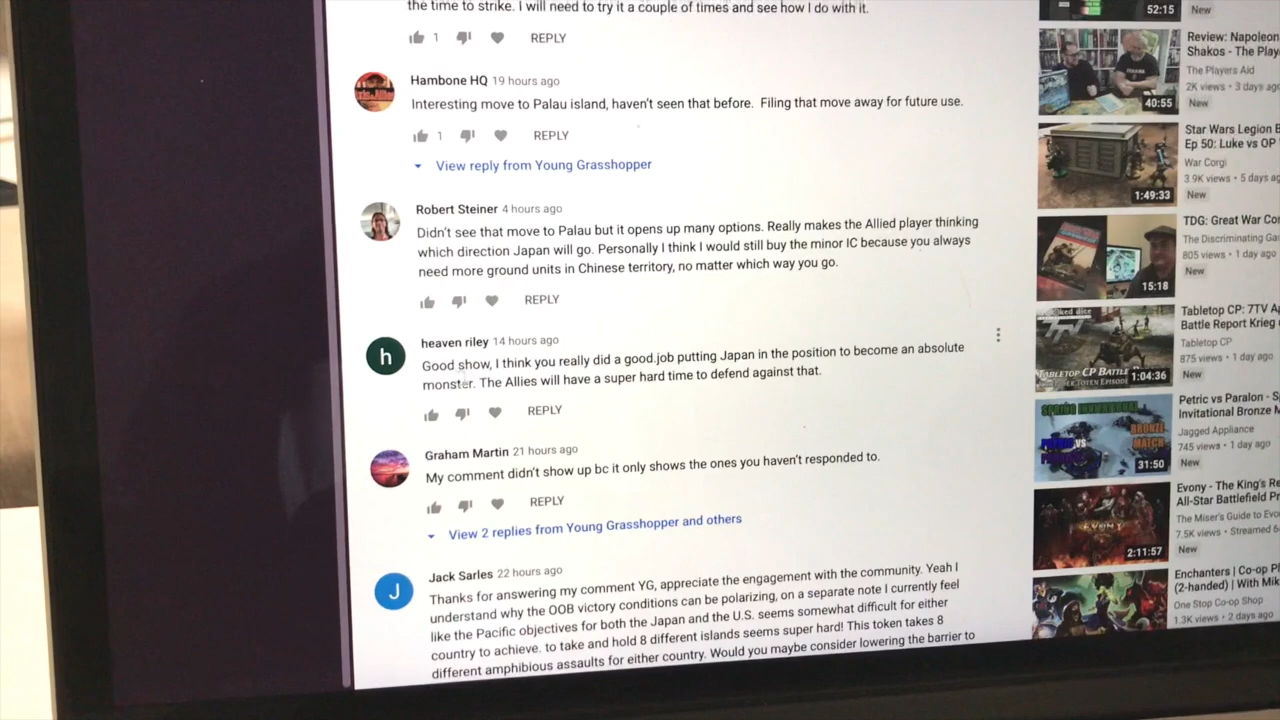 the time to strike. I will need to try it a couple of times and see how I do with it.
1 REPLY
Hambone HQ 19 hours ago
Interesting move to Palau island, haven't seen that before. Filing that move away for future use.
1 REPLY
View reply from Young Grasshopper
Robert Steiner 4 hours ago
Didn't see that move to Palau but it opens up many options. Really makes the Allied player thinking
which direction Japan will go. Personally I think I would still buy the minor IC because you always
need more ground units in Chinese territory, no matter which way you go.
REPLY
h
heaven riley 14 hours ago
Good show, I think you really did a good.job putting Japan in the position to become an absolute
monster. The Allies will have a super hard time to defend against that.
REPLY
Graham Martin 21 hours ago
My comment didn't show up bc it only shows the ones you haven't responded to.
REPLY
View 2 replies from Young Grasshopper and others
J
Jack Sarles 22 hours ago
Thanks for answering my comment YG, appreciate the engagement with the community. Yeah I
understand why the OOB victory conditions can be polarizing, on a separate note I currently feel
like the Pacific objectives for both the Japan and the U.S. seems somewhat difficult for either
country to achieve. to take and hold 8 different islands seems super hard! This token takes 8
different amphibious assaults for either country. Would you maybe consider lowering the barrier to
52:15
New
Review: Napoleon
Shakos - The Play
The Players Aid
2K views • 3 days ag
New
40:55
Star Wars Legion B
Ep 50: Luke vs OP
War Corgi
3.9K views • 5 days ag
New
1:49:33
TDG: Great War Co
The Discriminating Ga
805 views • 1 day ago
New
15:18
Tabletop CP: 7TV A
Battle Report Krieg
Tabletop CP
875 views • 1 day ago
New
7TV
TABLETOP CP BATTLE
1:04:36
Petric vs Paralon - S
Invitational Bronze M
Jagged Appliance
745 views • 1 day ago
New
SPRING INVITATIONAL
BRONZE
MATCH
VS
31:50
Evony - The King's Re
All-Star Battlefield Pr
The Miser's Guide to Evo
7.5K views • Streamed 6
New
EVONY
2:11:57
Enchanters | Co-op Pl
(2-handed) | With Mik
One Stop Co-op Shop
1.3K views • 2 days ago